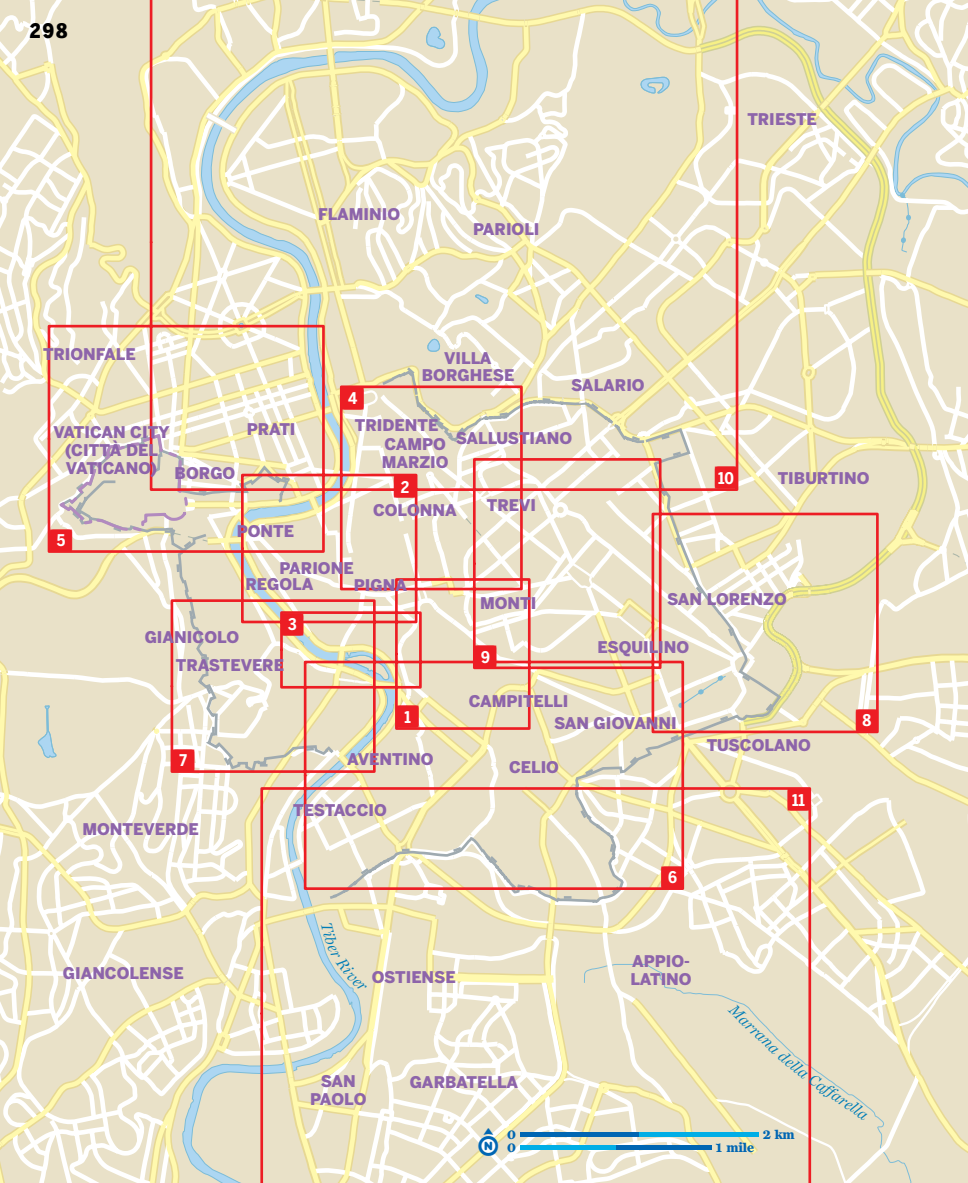 298
TRIESTE
FLAMINIO
PARIOLI
TRIONFALE
VILLA
BORGHESE
SALARIO
4
TRIDENTE
CAMPO
MARZIO
SALLUSTIANO
PRATI
VATICAN CITY
(CITTÀ DEL
VATICANO)
BORGO
10
TIBURTINO
2
COLONNA
TREVI
PONTE
5
PARIONE
REGOLA
PIGNA
MONTI
SAN LORENZO
3
GIANICOLO
TRASTEVERE
9
ESQUILINO
CAMPITELLI
1
SAN GIOVANNI
8
TUSCOLANO
7
AVENTINO
CELIO
11
TESTACCIO
MONTEVERDE
6
Tiber River
GIANCOLENSE
OSTIENSE
APPIO-
LATINO
Marrana della Caffarella
SAN
PAOLO
GARBATELLA
N
0 2 km
0 1 mile